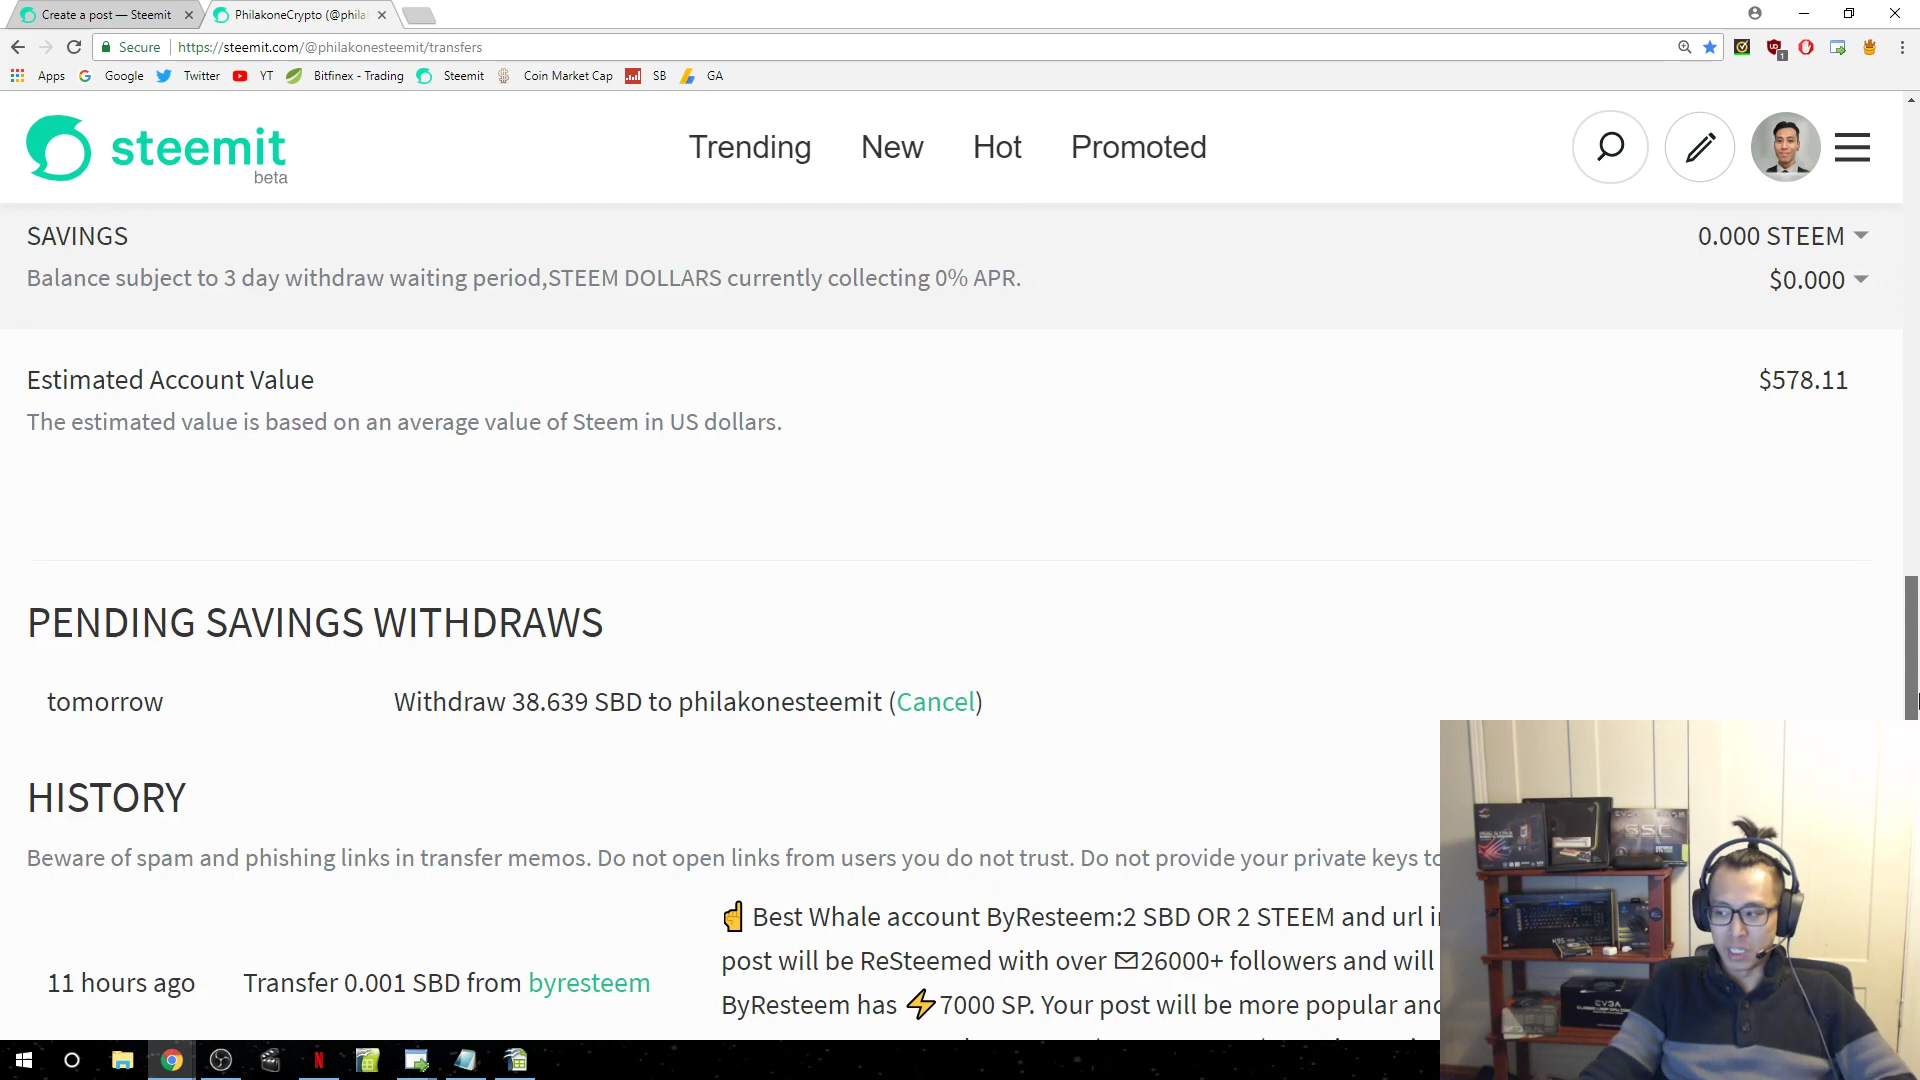 Create a post — Steemit
PhilakoneCrypto (@phila
Secure
https://steemit.com/@philakonesteemit/transfers
Apps
Google
Twitter
YT
Bitfinex - Trading
Steemit
Coin Market Cap
SB
GA
steemit
beta
Trending
New
Hot
Promoted
SAVINGS
0.000 STEEM
Balance subject to 3 day withdraw waiting period,STEEM DOLLARS currently collecting 0% APR.
$0.000
Estimated Account Value
$578.11
The estimated value is based on an average value of Steem in US dollars.
PENDING SAVINGS WITHDRAWS
tomorrow
Withdraw 38.639 SBD to philakonesteemit (Cancel)
HISTORY
Beware of spam and phishing links in transfer memos. Do not open links from users you do not trust. Do not provide your private keys to
Best Whale account ByResteem:2 SBD OR 2 STEEM and url i
post will be ReSteemed with over 26000+ followers and will
11 hours ago
Transfer 0.001 SBD from byresteem
ByResteem has ⚡7000 SP. Your post will be more popular and
SSC
EVGA